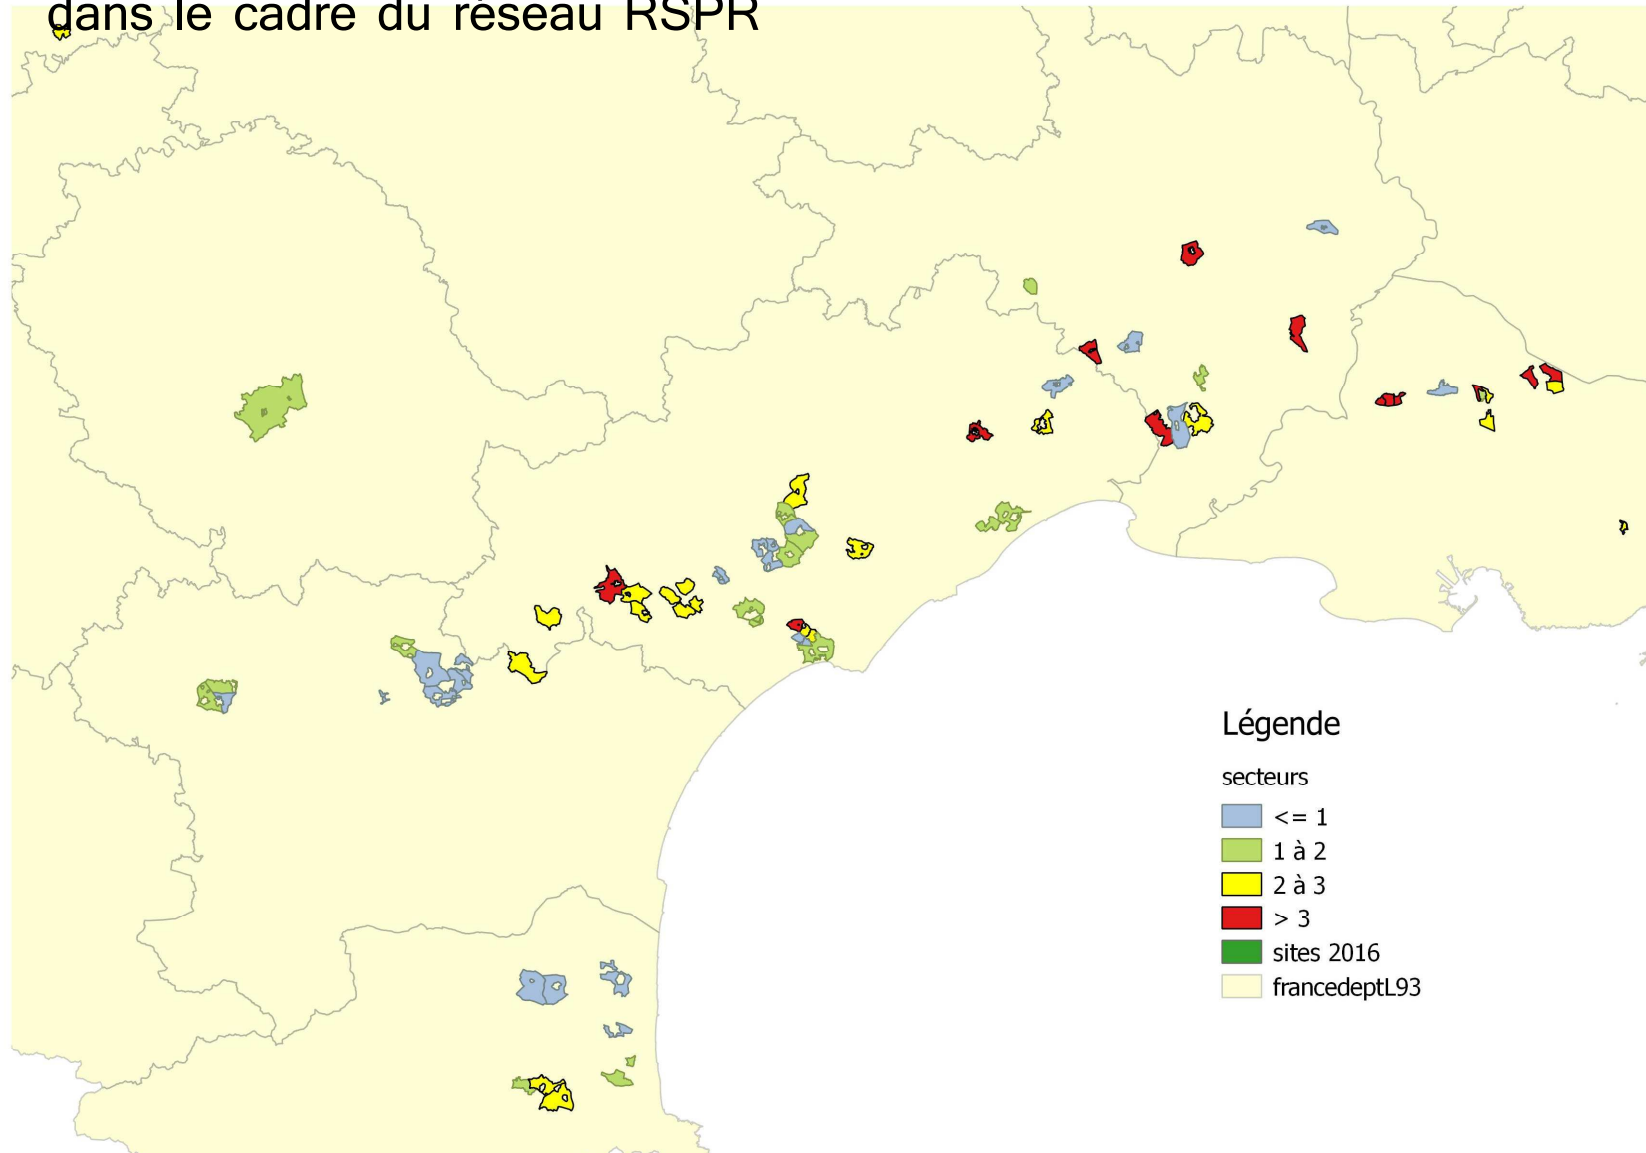 dans le cadre du réseau RSPR
Légende
secteurs
<= 1
1 à 2
2 à 3
> 3
sites 2016
francedeptL93